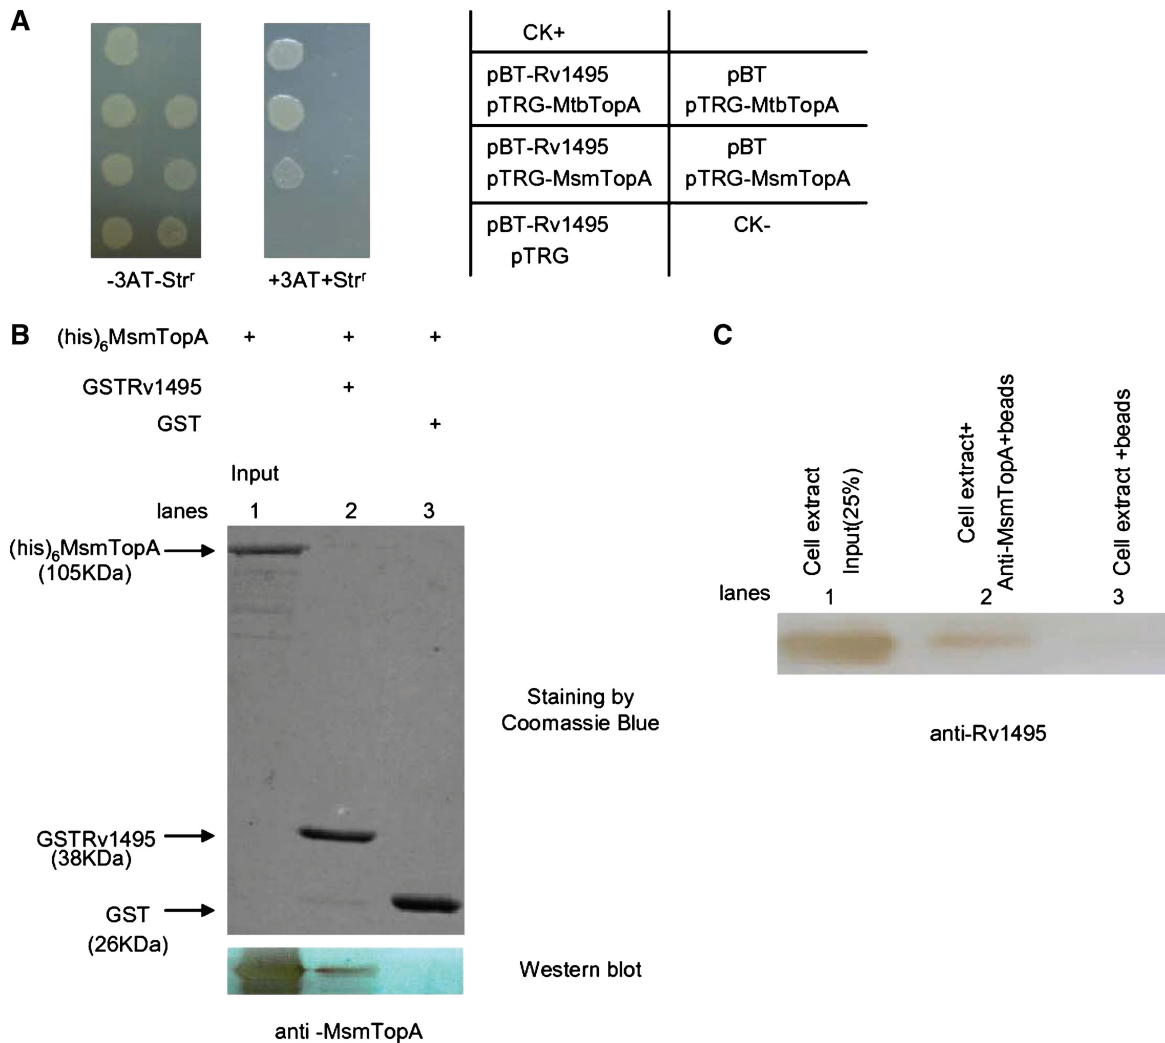 A
CK+
pBT-Rv1495 pBT
pTRG-MtbTopA pTRG-MtbTopA
pBT-Rv1495 pBT
pTRG-MsmTopA pTRG-MsmTopA
pBT-Rv1495 CK-
pTRG
-3AT-Strʳ +3AT+Strʳ
B
(his)₆MsmTopA + + +
GSTRv1495 +
GST +
Input
lanes 1 2 3
(his)₆MsmTopA
(105KDa)
Staining by
Coomassie Blue
GSTRv1495
(38KDa)
GST
(26KDa)
Western blot
anti -MsmTopA
C
Cell extract
Input(25%)
Cell extract+
Anti-MsmTopA+beads
Cell extract +beads
lanes 1 2 3
anti-Rv1495